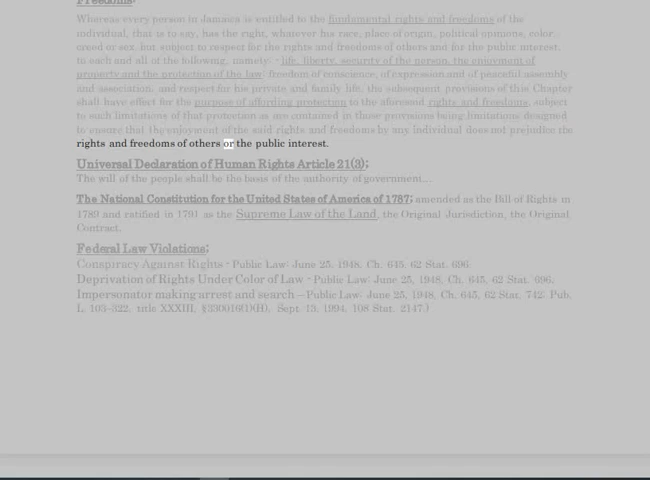 Freedoms:
Whereas every person in Jamaica is entitled to the fundamental rights and freedoms of the
individual, that is to say, has the right, whatever his race, place of origin, political opinions, color,
creed or sex, but subject to respect for the rights and freedoms of others and for the public interest,
to each and all of the following, namely: - life, liberty, security of the person, the enjoyment of
property and the protection of the law; freedom of conscience, of expression and of peaceful assembly
and association; and respect for his private and family life, the subsequent provisions of this Chapter
shall have effect for the purpose of affording protection to the aforesaid rights and freedoms, subject
to such limitations of that protection as are contained in those provisions being limitations designed
to ensure that the enjoyment of the said rights and freedoms by any individual does not prejudice the
rights and freedoms of others or the public interest.
Universal Declaration of Human Rights Article 21(3);
The will of the people shall be the basis of the authority of government...
The National Constitution for the United States of America of 1787; amended as the Bill of Rights in
1789 and ratified in 1791 as the Supreme Law of the Land, the Original Jurisdiction, the Original
Contract.
Federal Law Violations;
Conspiracy Against Rights - Public Law: June 25, 1948, Ch. 645, 62 Stat. 696.
Deprivation of Rights Under Color of Law - Public Law: June 25, 1948, Ch. 645, 62 Stat. 696.
Impersonator making arrest and search – Public Law: June 25, 1948, Ch. 645, 62 Stat. 742; Pub.
L. 103–322, title XXXIII, §330016(1)(H), Sept. 13, 1994, 108 Stat. 2147.)